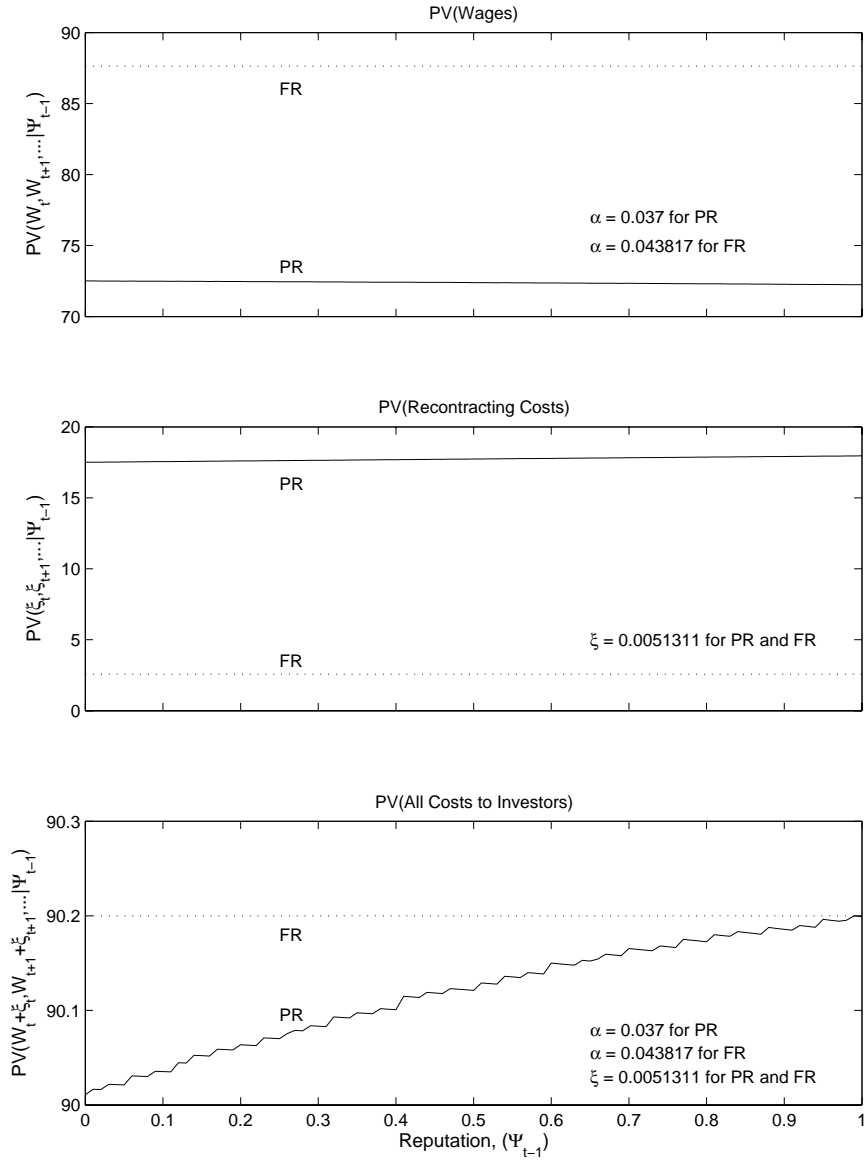 PV(Wages)
90
85
80
75
70
PV(W_t,W_{t+1},...|Ψ_{t−1})
FR
α = 0.037 for PR
α = 0.043817 for FR
PR
PV(Recontracting Costs)
20
15
10
5
0
PV(ξ_t,ξ_{t+1},...|Ψ_{t−1})
PR
ξ = 0.0051311 for PR and FR
FR
PV(All Costs to Investors)
90.3
90.2
90.1
90
PV(W_t+ξ_t,W_{t+1}+ξ_{t+1},...|Ψ_{t−1})
FR
PR
α = 0.037 for PR
α = 0.043817 for FR
ξ = 0.0051311 for PR and FR
0 0.1 0.2 0.3 0.4 0.5 0.6 0.7 0.8 0.9 1
Reputation, (Ψ_{t−1})